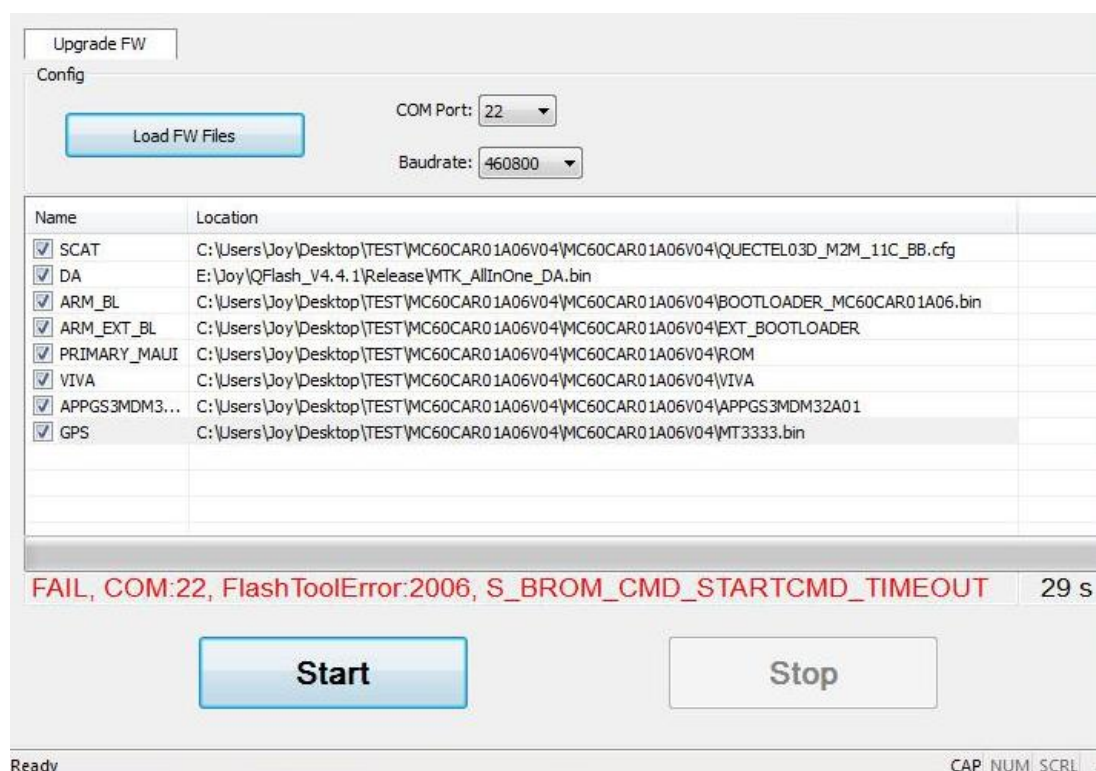 Upgrade FW
Config
Load FW Files
COM Port: 22
Baudrate: 460800
Name Location
SCAT C:\Users\Joy\Desktop\TEST\MC60CAR01A06V04\MC60CAR01A06V04\QUECTEL03D_M2M_11C_BB.cfg
DA E:\Joy\QFlash_V4.4.1\Release\MTK_AllInOne_DA.bin
ARM_BL C:\Users\Joy\Desktop\TEST\MC60CAR01A06V04\MC60CAR01A06V04\BOOTLOADER_MC60CAR01A06.bin
ARM_EXT_BL C:\Users\Joy\Desktop\TEST\MC60CAR01A06V04\MC60CAR01A06V04\EXT_BOOTLOADER
PRIMARY_MAUI C:\Users\Joy\Desktop\TEST\MC60CAR01A06V04\MC60CAR01A06V04\ROM
VIVA C:\Users\Joy\Desktop\TEST\MC60CAR01A06V04\MC60CAR01A06V04\VIVA
APPGS3MDM3... C:\Users\Joy\Desktop\TEST\MC60CAR01A06V04\MC60CAR01A06V04\APPGS3MDM32A01
GPS C:\Users\Joy\Desktop\TEST\MC60CAR01A06V04\MC60CAR01A06V04\MT3333.bin
FAIL, COM:22, FlashToolError:2006, S_BROM_CMD_STARTCMD_TIMEOUT 29 s
Start Stop
Ready CAP NUM SCRL